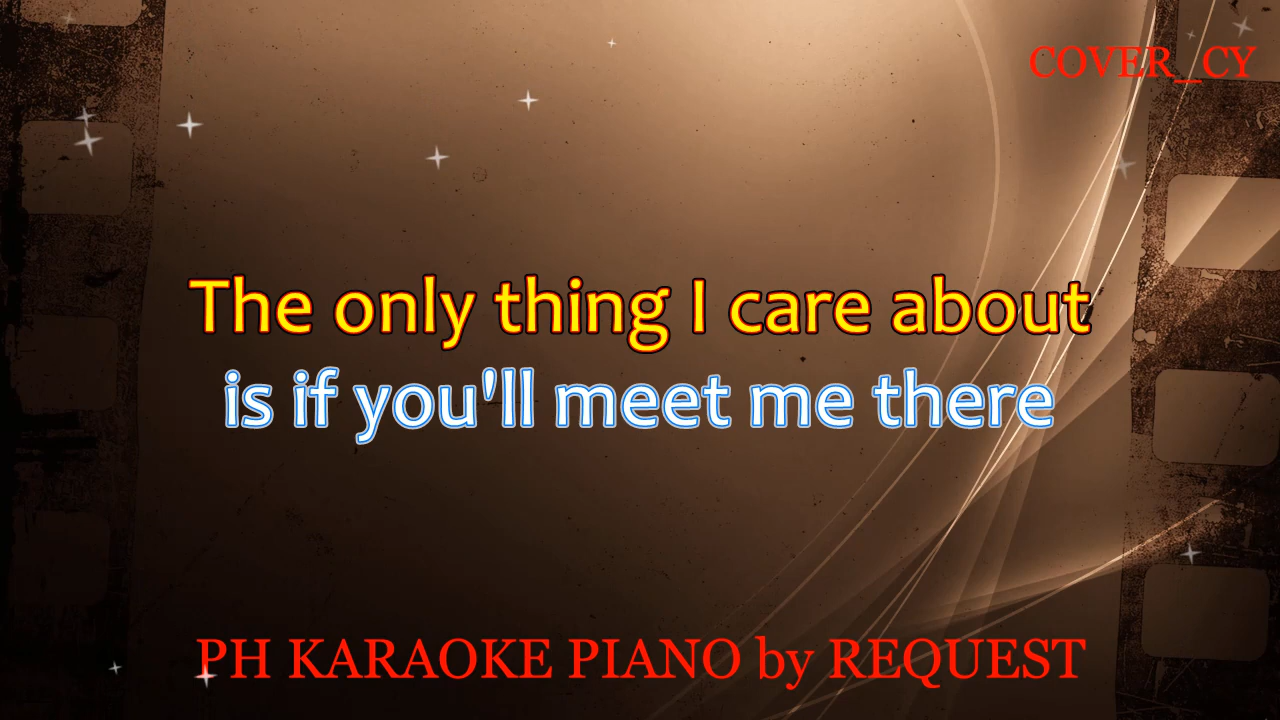 COVER_CY
The only thing I care about
is if you'll meet me there
PH KARAOKE PIANO by REQUEST